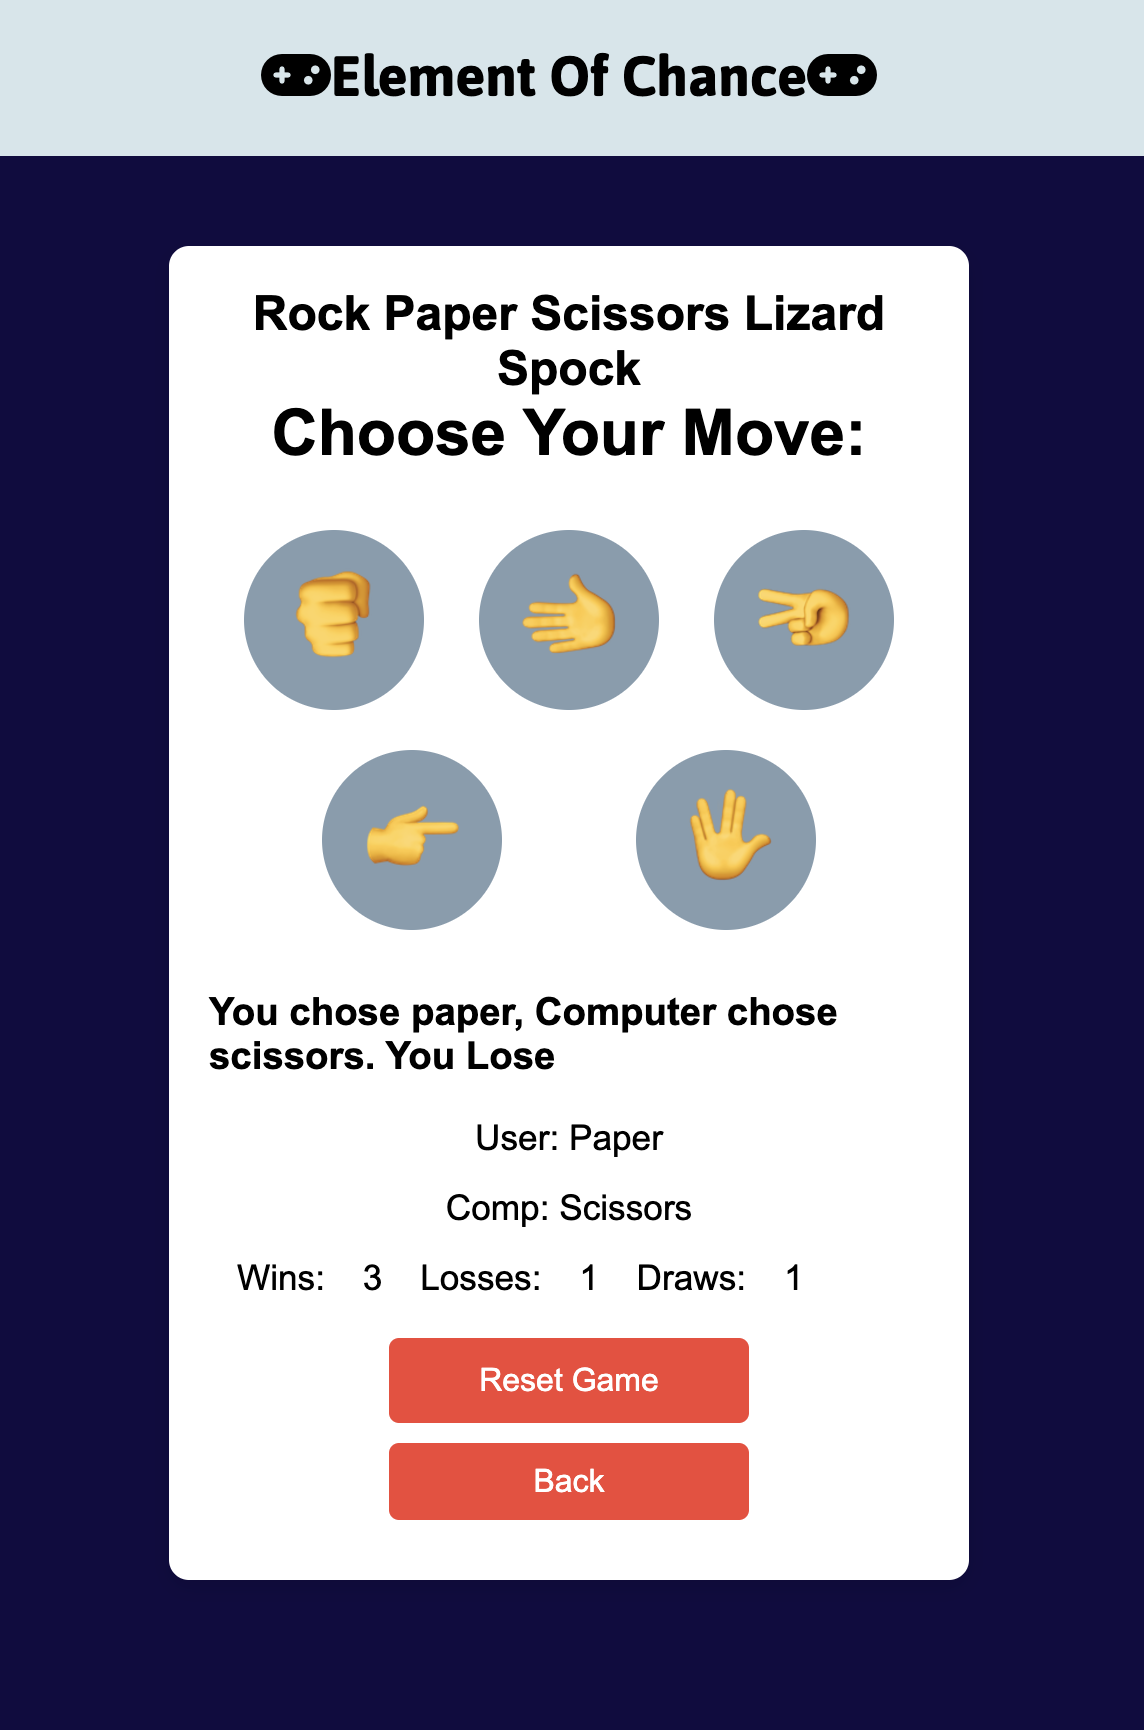 Element Of Chance
Rock Paper Scissors Lizard
Spock
Choose Your Move:
You chose paper, Computer chose
scissors. You Lose
User: Paper
Comp: Scissors
Wins: 3 Losses: 1 Draws: 1
Reset Game
Back